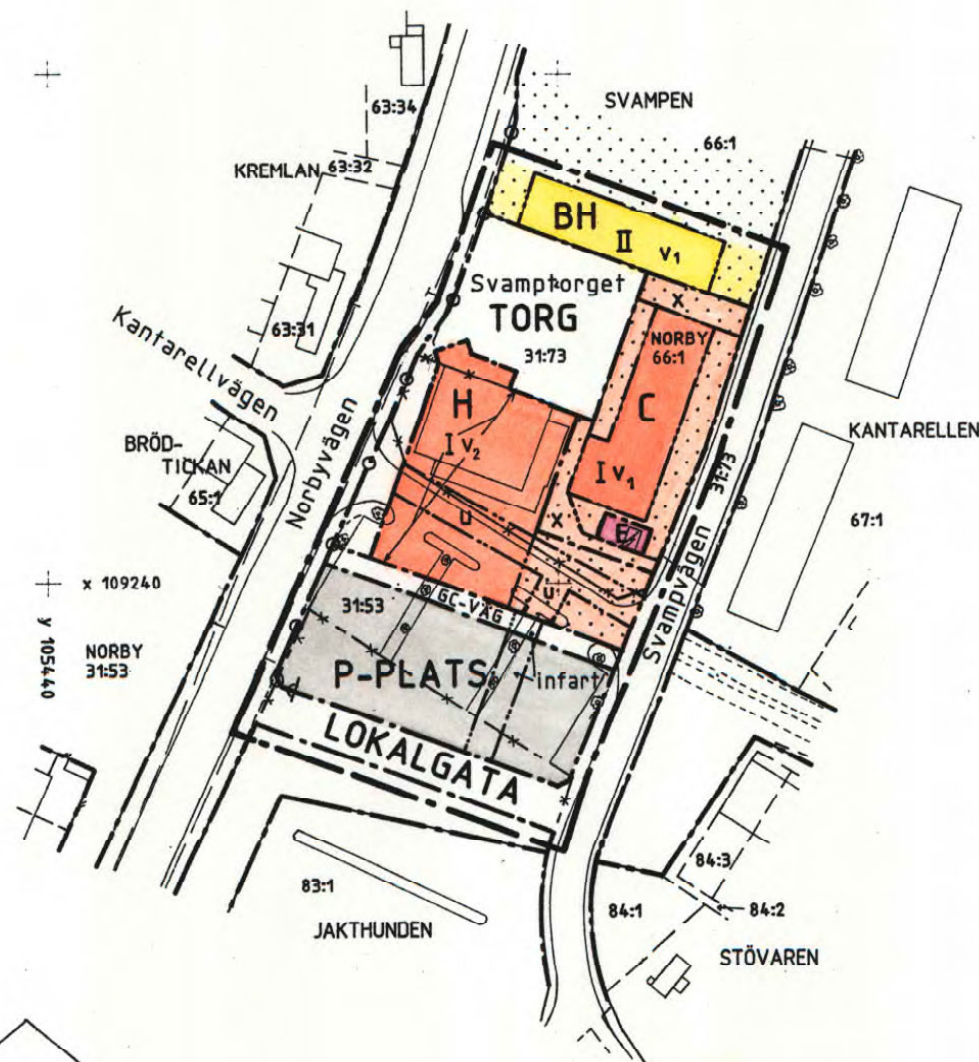 SVAMPEN
66:1
63:34
KREMLAN 63:32
BH
II v₁
Svamptorget
TORG
31:73
x
NORBY
66:1
63:31
Kantarellvägen
H
I v₂
C
I v₁
KANTARELLEN
BRÖD-
TICKAN
65:1
Norbyvägen
31:73
67:1
u
x
E
x 109240
y 105440
31:53
GC-VÄG
u
Svampvägen
NORBY
31:53
P-PLATS
infart
LOKALGATA
83:1
JAKTHUNDEN
84:3
84:1
84:2
STÖVAREN